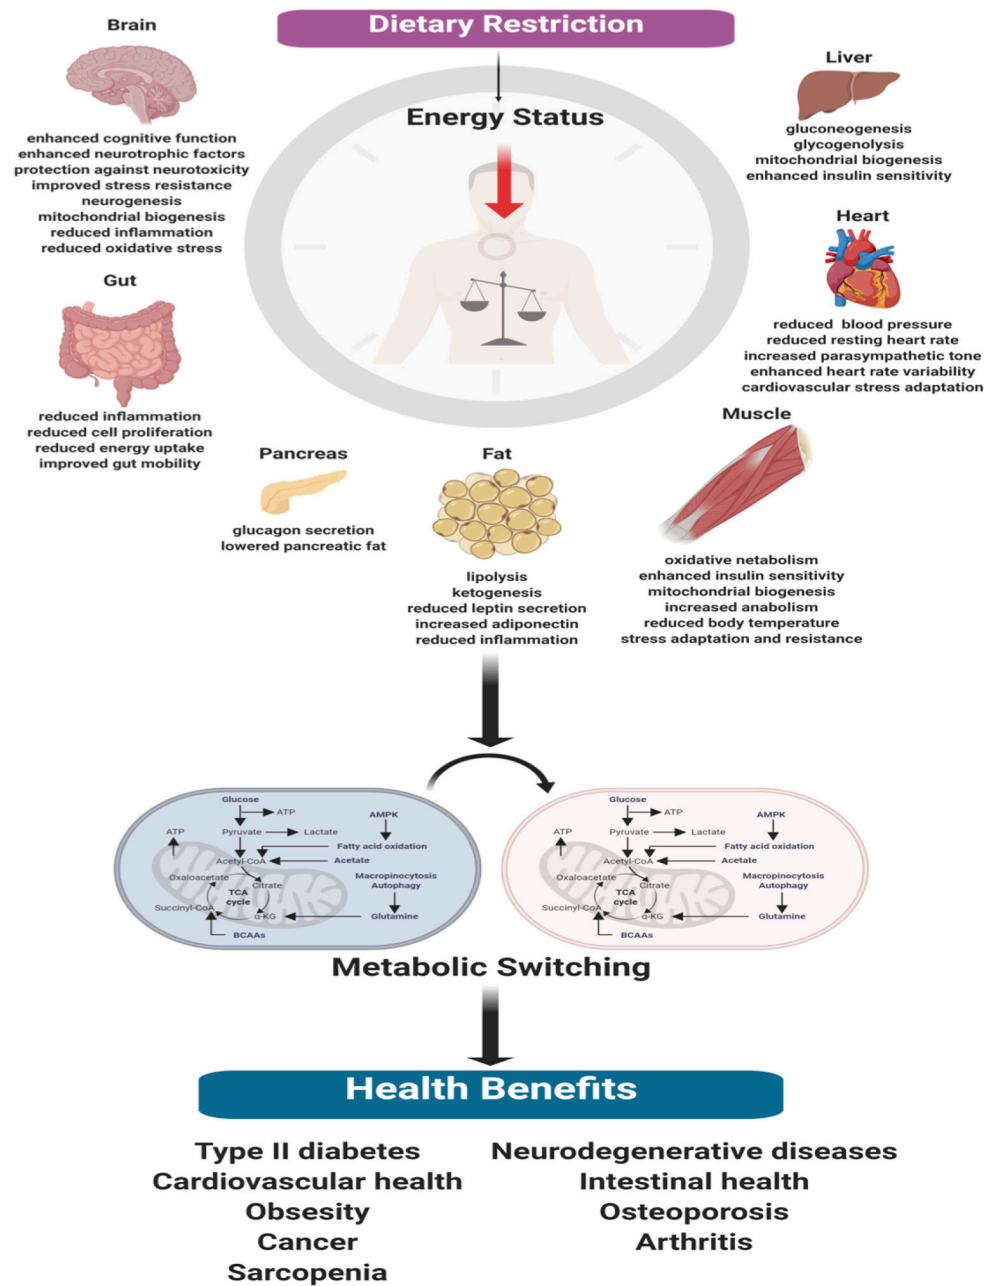 Dietary Restriction
Energy Status
Brain
enhanced cognitive function
enhanced neurotrophic factors
protection against neurotoxicity
improved stress resistance
neurogenesis
mitochondrial biogenesis
reduced inflammation
reduced oxidative stress
Gut
reduced inflammation
reduced cell proliferation
reduced energy uptake
improved gut mobility
Liver
gluconeogenesis
glycogenolysis
mitochondrial biogenesis
enhanced insulin sensitivity
Heart
reduced blood pressure
reduced resting heart rate
increased parasympathetic tone
enhanced heart rate variability
cardiovascular stress adaptation
Pancreas
glucagon secretion
lowered pancreatic fat
Fat
lipolysis
ketogenesis
reduced leptin secretion
increased adiponectin
reduced inflammation
Muscle
oxidative netabolism
enhanced insulin sensitivity
mitochondrial biogenesis
increased anabolism
reduced body temperature
stress adaptation and resistance
Glucose
ATP
AMPK
ATP
Pyruvate
Lactate
Fatty acid oxidation
Acetyl-CoA
Acetate
Oxaloacetate
Citrate
Macropinocytosis
Autophagy
TCA
cycle
Succinyl-CoA
α-KG
Glutamine
BCAAs
Glucose
ATP
AMPK
ATP
Pyruvate
Lactate
Fatty acid oxidation
Acetyl-CoA
Acetate
Oxaloacetate
Citrate
Macropinocytosis
Autophagy
TCA
cycle
Succinyl-CoA
α-KG
Glutamine
BCAAs
Metabolic Switching
Health Benefits
Type II diabetes
Cardiovascular health
Obsesity
Cancer
Sarcopenia
Neurodegenerative diseases
Intestinal health
Osteoporosis
Arthritis